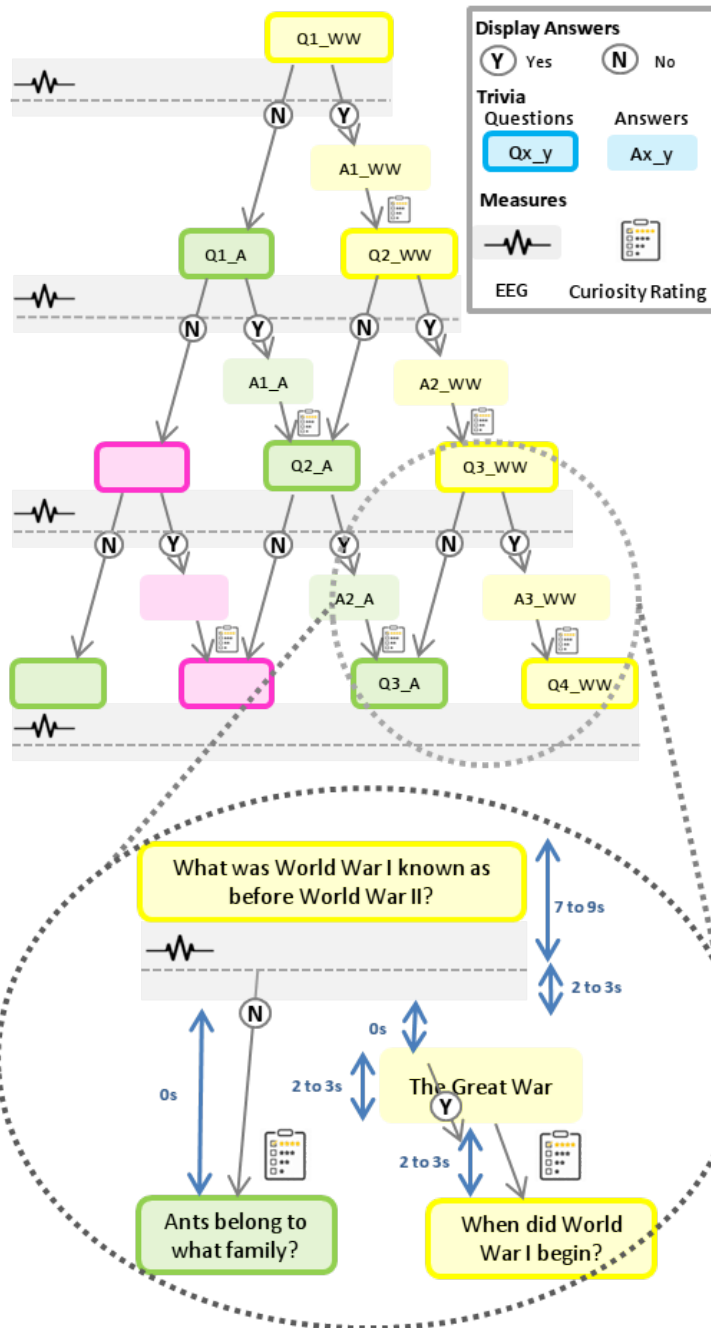 Q1_WW
Display Answers
Y Yes
N No
Trivia
Questions
Answers
Qx_y
Ax_y
Measures
EEG
Curiosity Rating
N
Y
A1_WW
Q1_A
Q2_WW
N
Y
N
Y
A1_A
A2_WW
Q2_A
Q3_WW
N
Y
N
Y
N
Y
A2_A
A3_WW
Q3_A
Q4_WW
What was World War I known as
before World War II?
7 to 9s
2 to 3s
N
0s
0s
2 to 3s
The Great War
Y
2 to 3s
Ants belong to
what family?
When did World
War I begin?